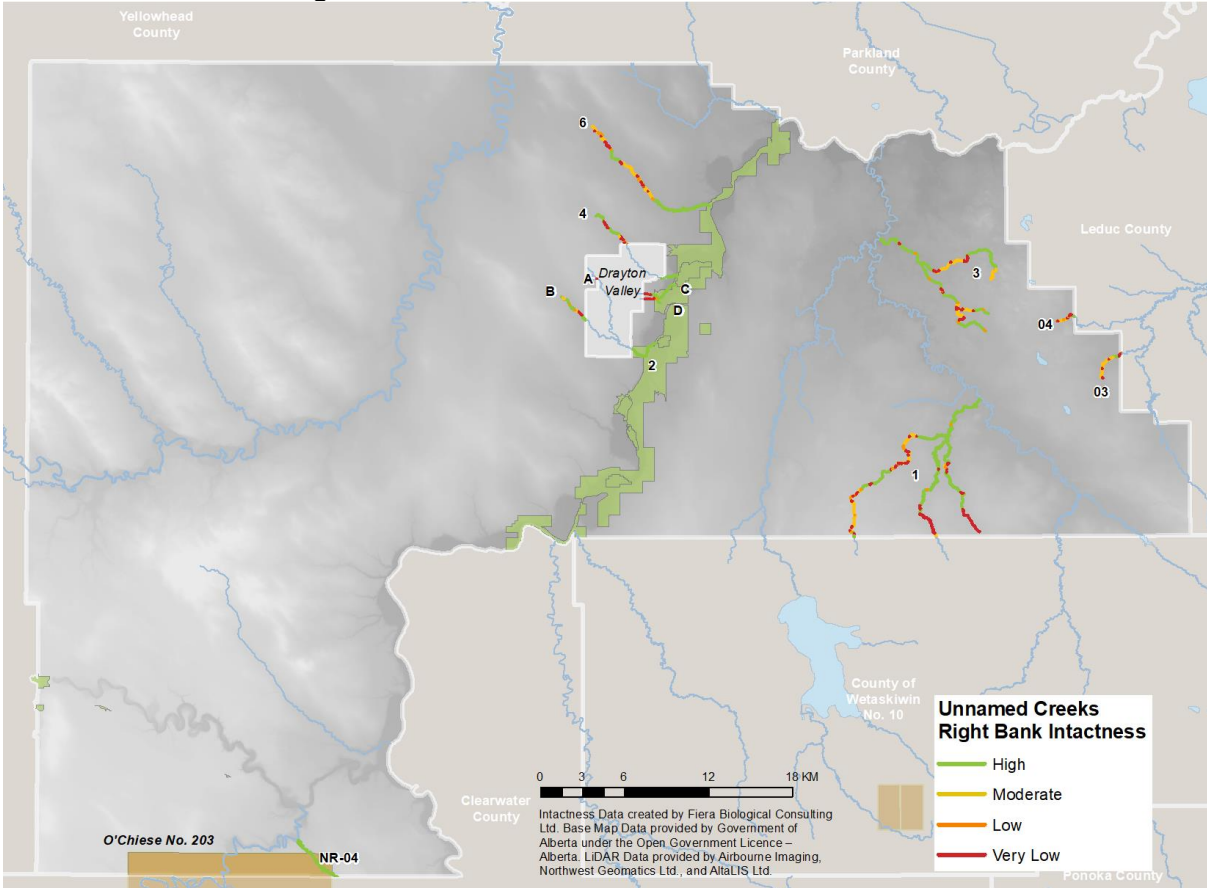 Yellowhead
County
Parkland
County
6
4
Leduc County
Drayton
Valley
A
3
B
C
D
04
2
03
1
County of
Wetaskiwin
No. 10
Unnamed Creeks
Right Bank Intactness
High
Moderate
Low
Very Low
0 3 6 12 18 KM
Clearwater
County
Intactness Data created by Fiera Biological Consulting
Ltd. Base Map Data provided by Government of
Alberta under the Open Government Licence –
Alberta. LiDAR Data provided by Airbourne Imaging,
Northwest Geomatics Ltd., and AltaLIS Ltd.
O'Chiese No. 203
NR-04
Ponoka County